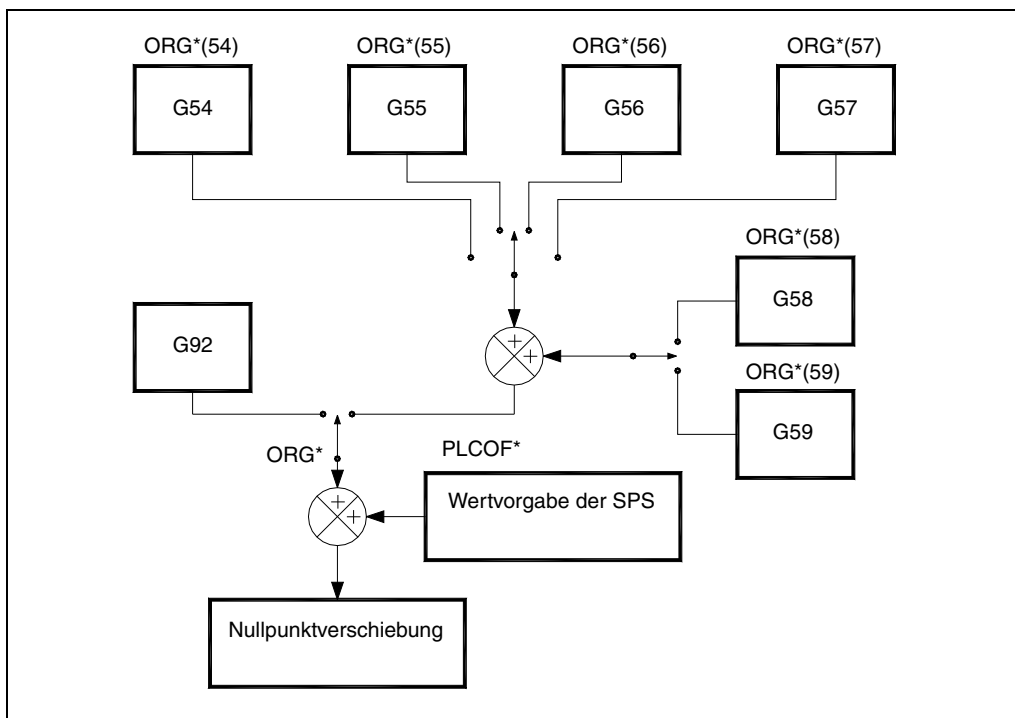 ORG*(54) ORG*(55) ORG*(56) ORG*(57)
G54 G55 G56 G57
ORG*(58)
G58
G92
+
+
ORG*(59)
G59
ORG*
PLCOF*
+
+
Wertvorgabe der SPS
Nullpunktverschiebung